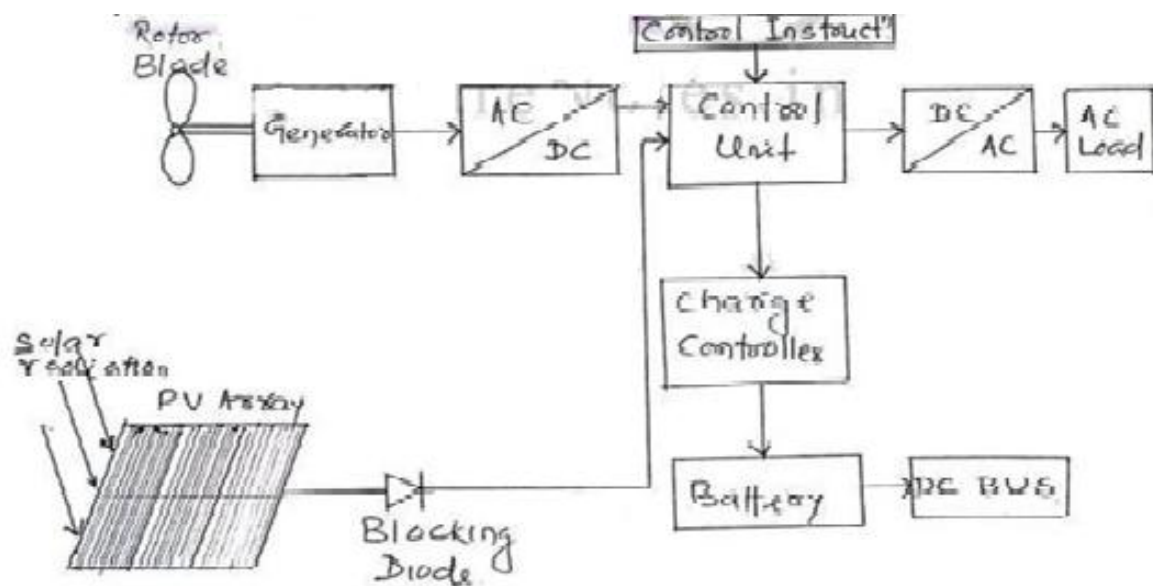 Control Instructn
Rotor
Blade
Generator
AC
DC
Control
Unit
DC
AC
AC
Load
Charge
Controller
Solar
radiation
PV Array
Battery
DC BUS
Blocking
Diode